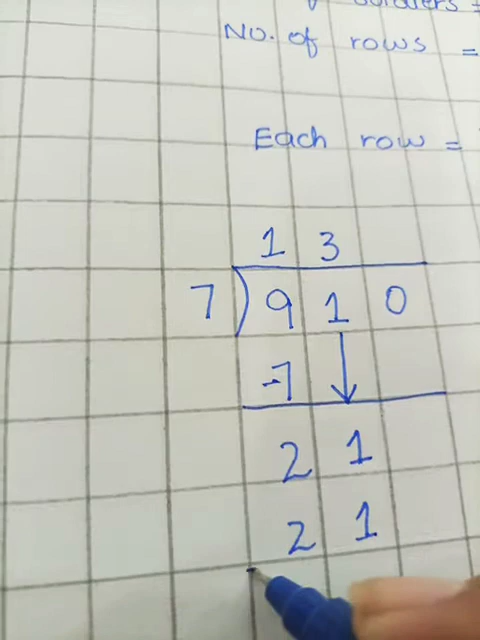 No. of rows =
Each row =
1 3
7) 9 1 0
-7
2 1
2 1